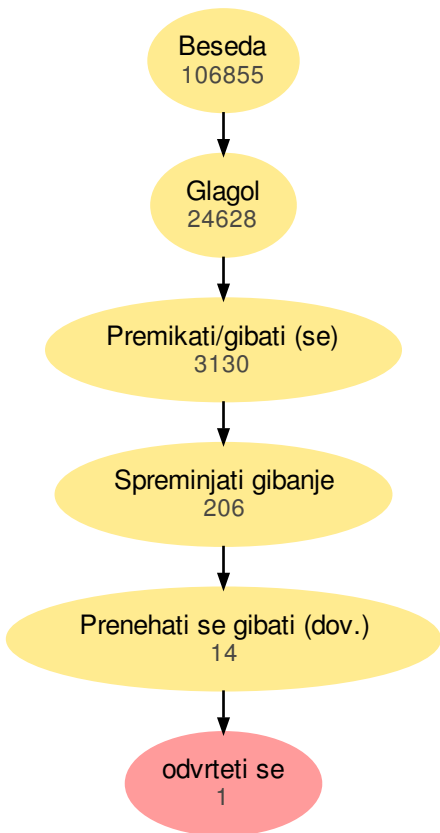 Beseda
106855
Glagol
24628
Premikati/gibati (se)
3130
Spreminjati gibanje
206
Prenehati se gibati (dov.)
14
odvrteti se
1